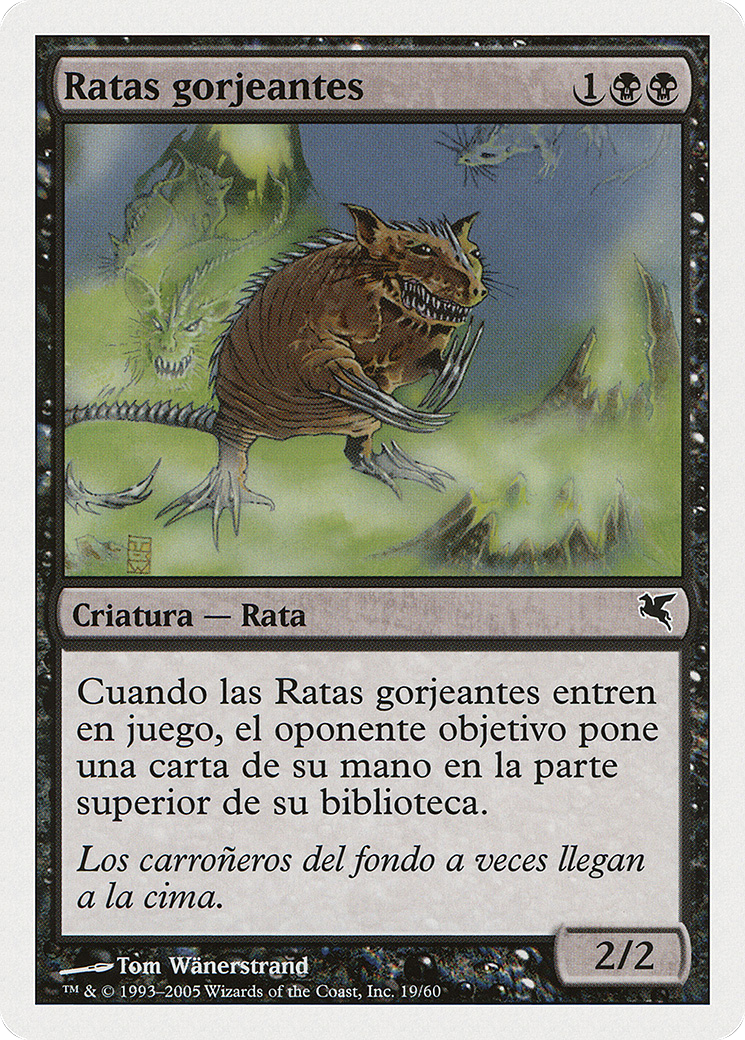 Ratas gorjeantes 1
Criatura — Rata
Cuando las Ratas gorjeantes entren
en juego, el oponente objetivo pone
una carta de su mano en la parte
superior de su biblioteca.
Los carroñeros del fondo a veces llegan
a la cima.
2/2
Tom Wänerstrand
™ & © 1993–2005 Wizards of the Coast, Inc. 19/60